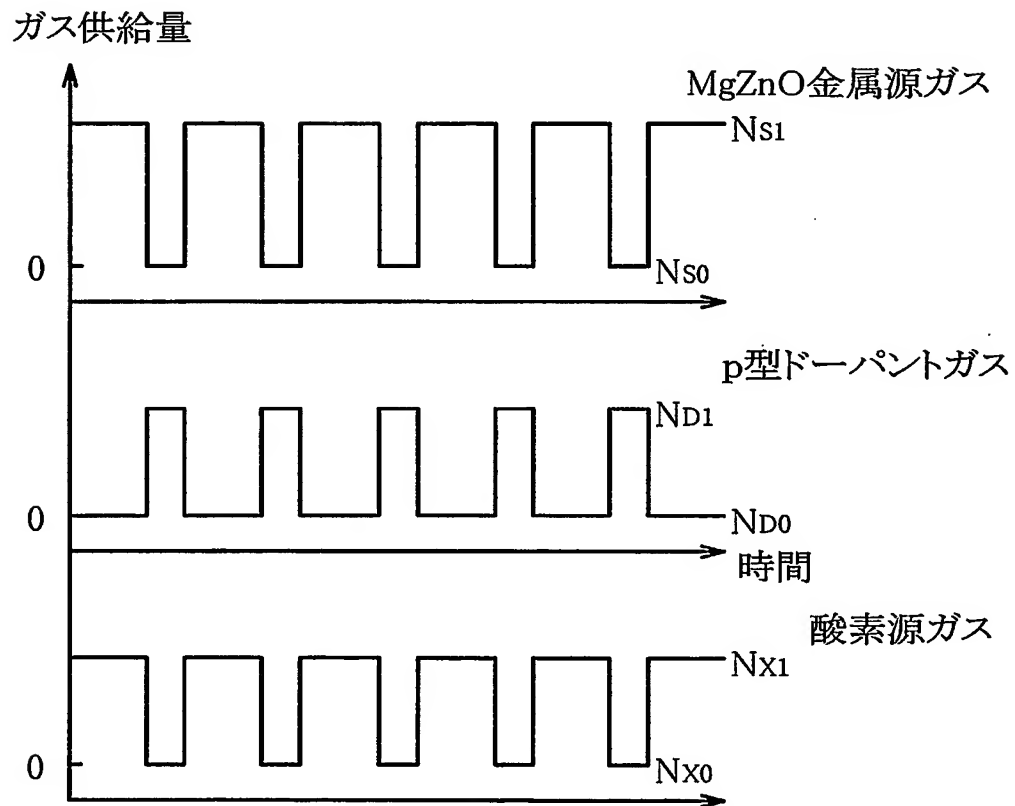 ガス供給量
MgZnO金属源ガス
NS1
0
NS0
p型ドーパントガス
ND1
0
ND0
時間
酸素源ガス
NX1
0
NX0